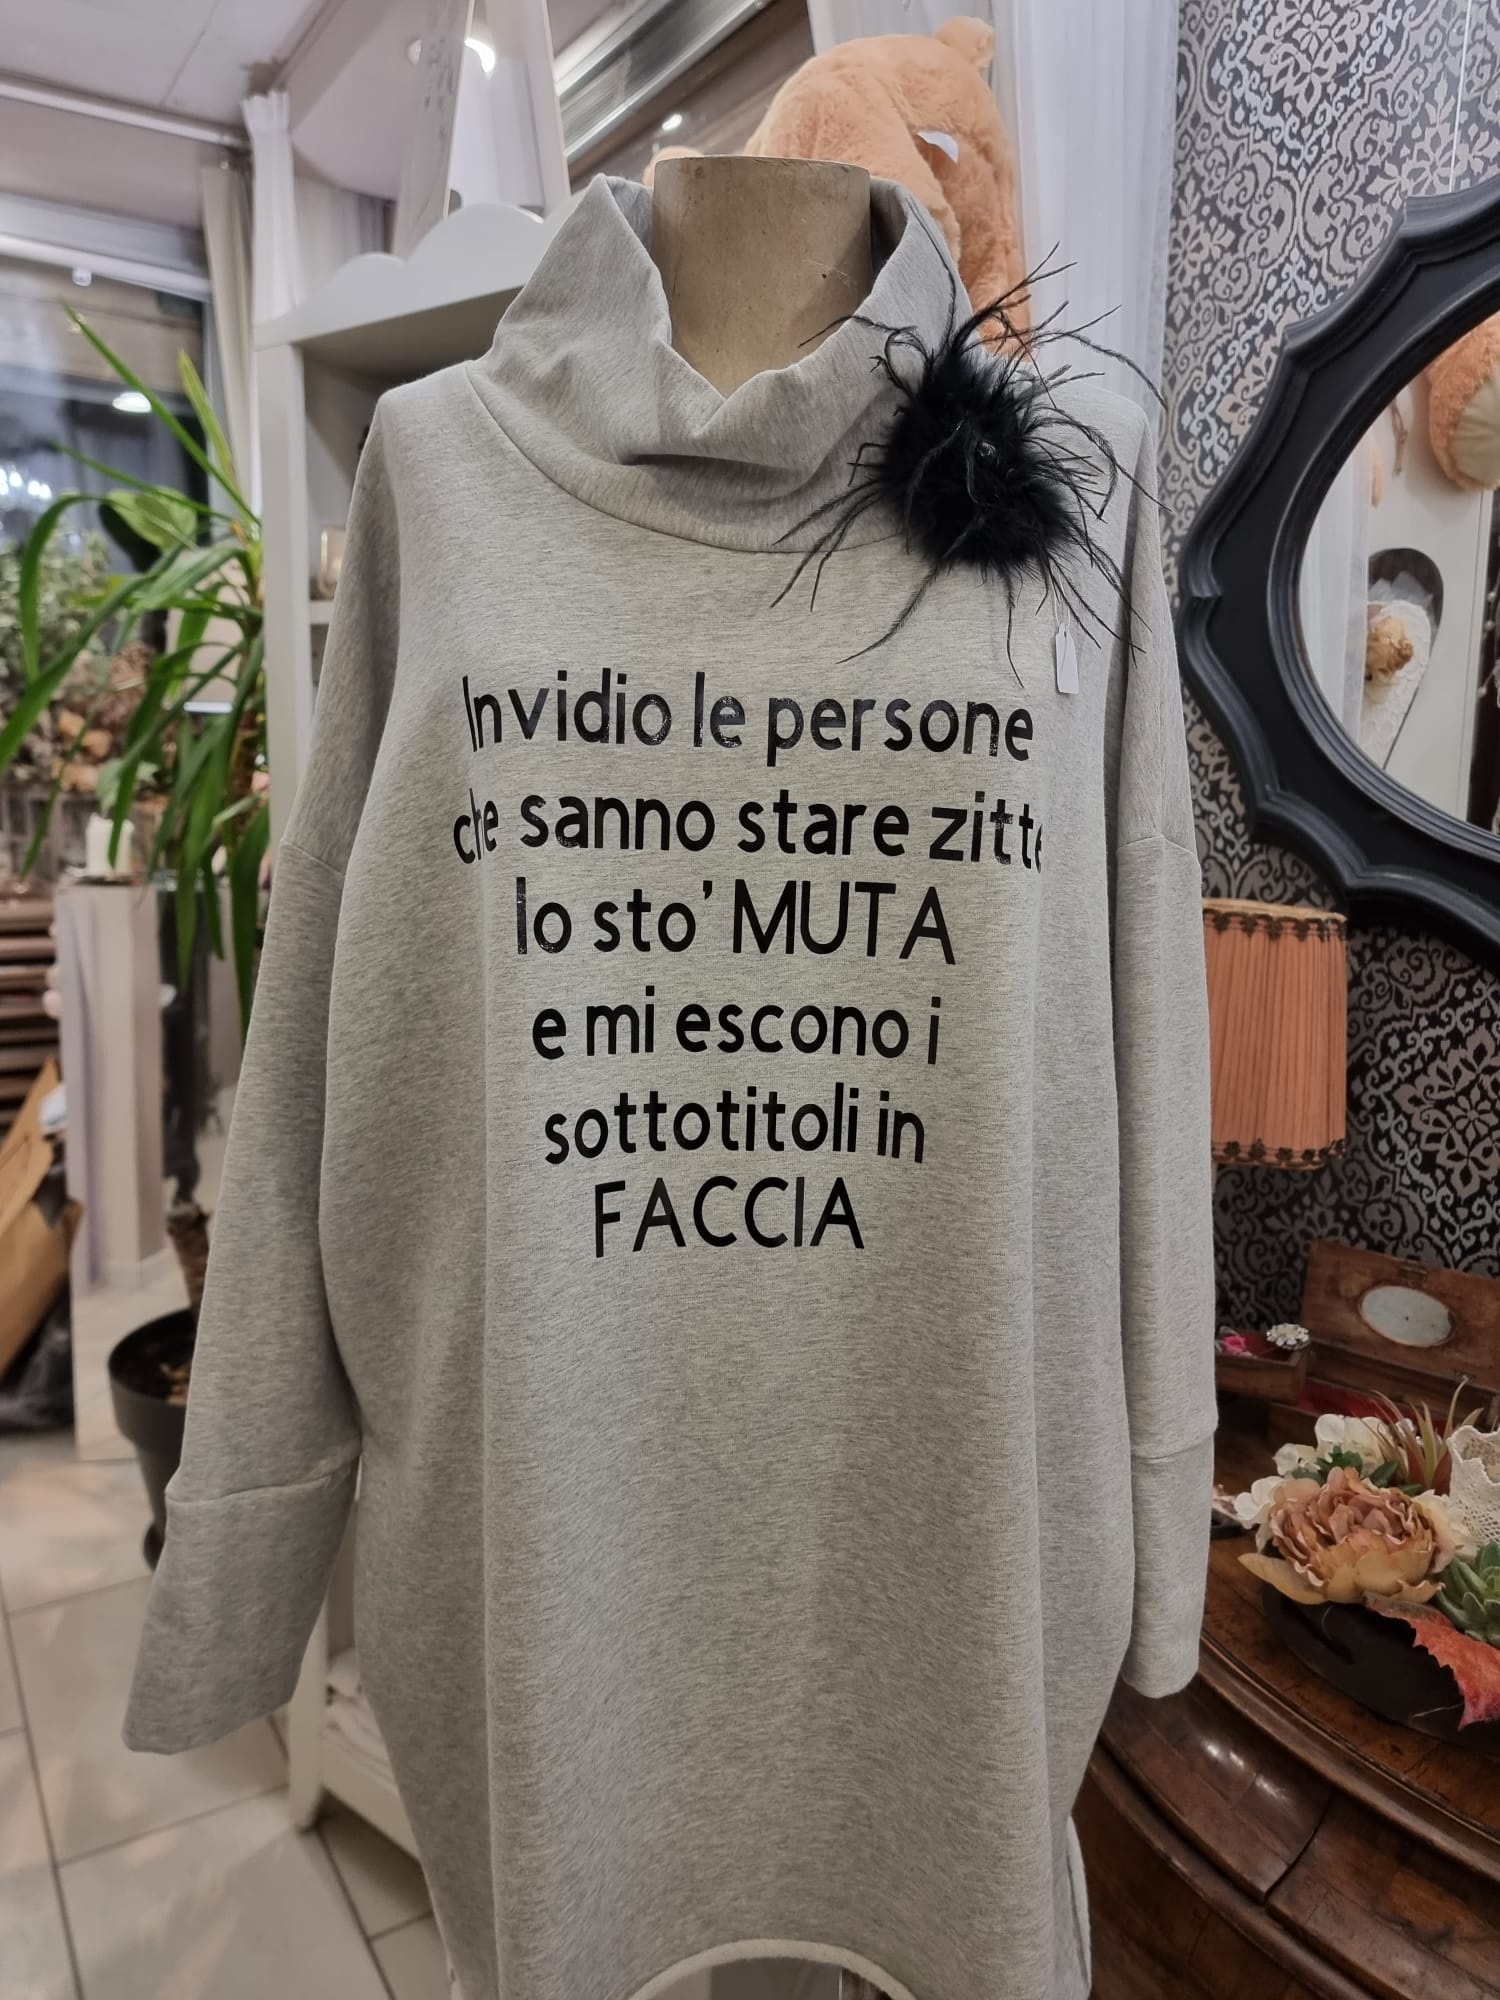 Invidio le persone
che sanno stare zitte
Io sto' MUTA
e mi escono i
sottotitoli in
FACCIA